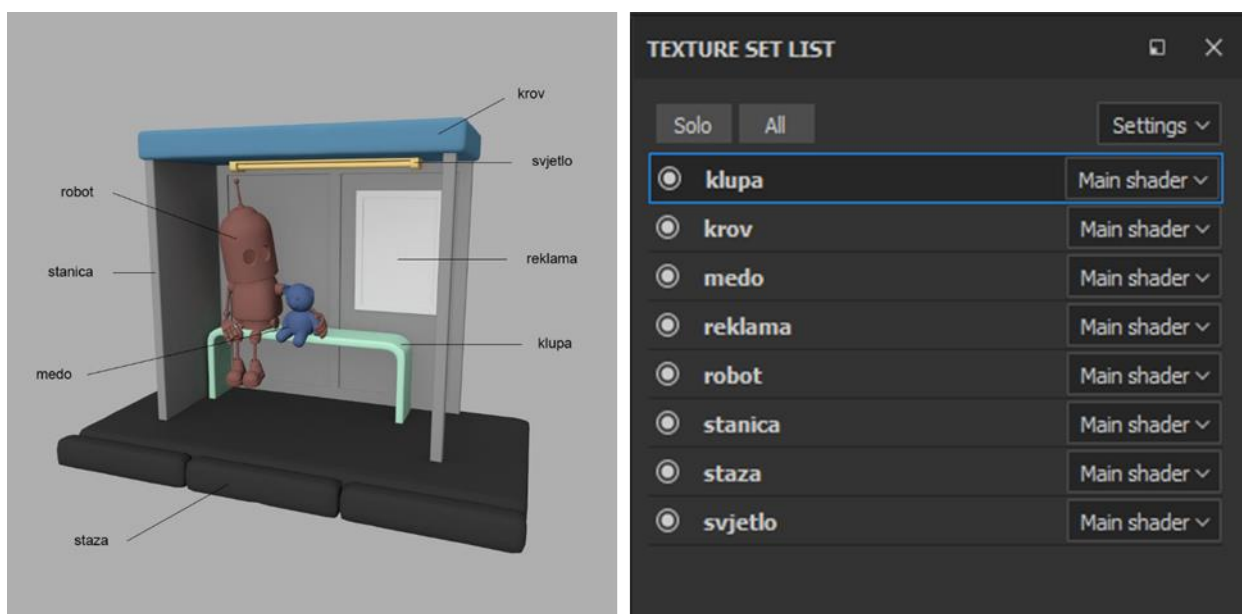 krov
svjetlo
robot
stanica
reklama
klupa
medo
staza
TEXTURE SET LIST
Solo All Settings
klupa Main shader
krov Main shader
medo Main shader
reklama Main shader
robot Main shader
stanica Main shader
staza Main shader
svjetlo Main shader